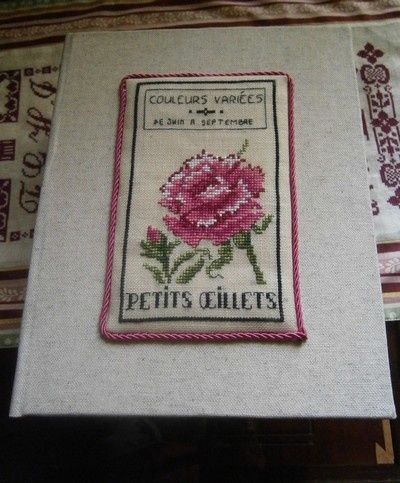 COULEURS VARIÉES
DE JUIN A SEPTEMBRE
PETITS ŒILLETS